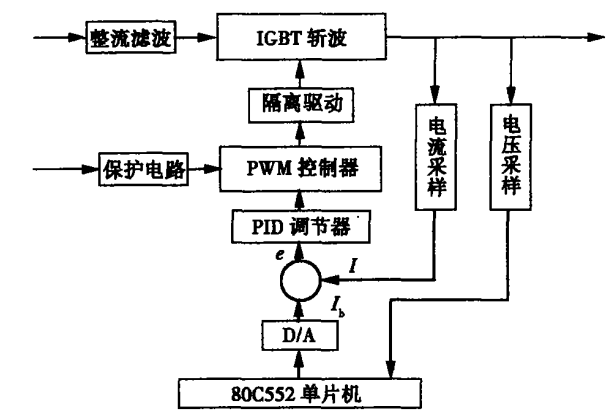 整流滤波
IGBT 斩波
隔离驱动
电流采样
电压采样
保护电路
PWM 控制器
PID 调节器
e
I
I_b
D/A
80C552 单片机